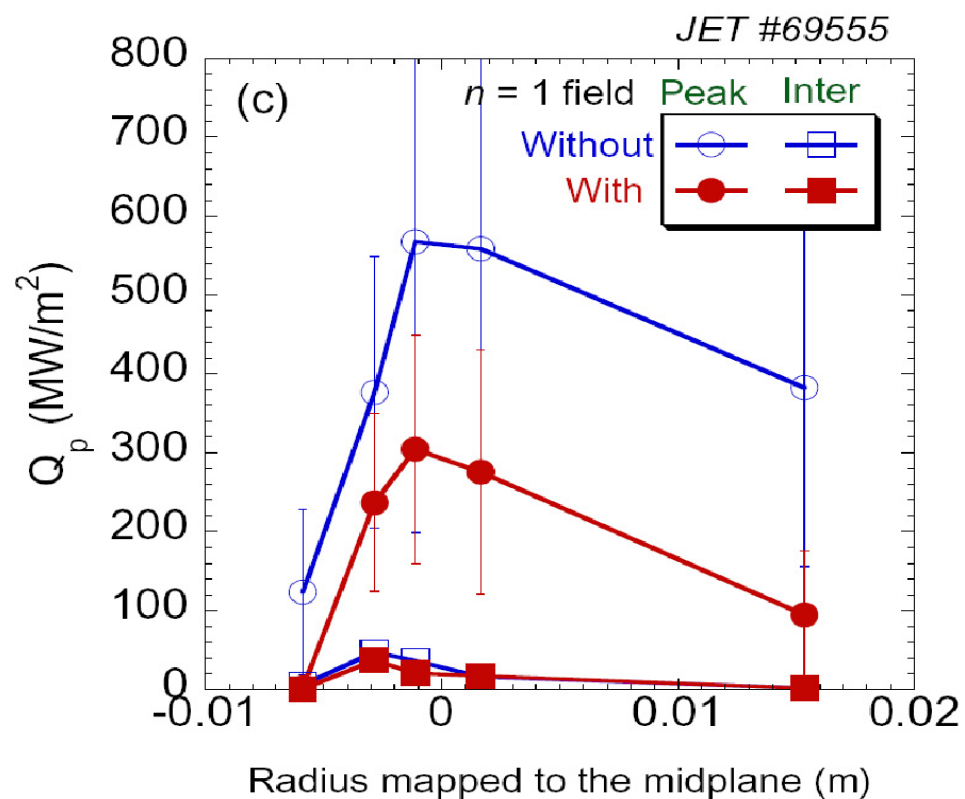 JET #69555
(c)
n = 1 field Peak Inter
Without
With
800
700
600
500
400
300
200
100
0
Q_p (MW/m²)
-0.01 0 0.01 0.02
Radius mapped to the midplane (m)